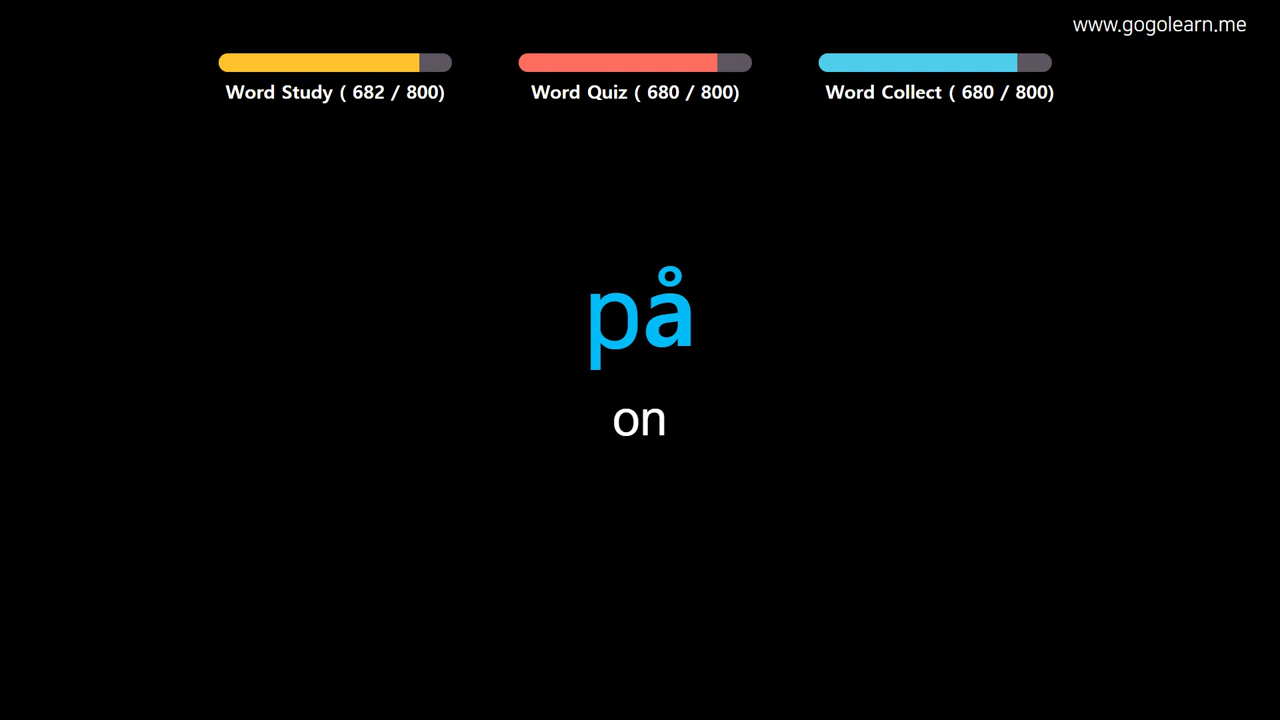 www.gogolearn.me
Word Study ( 682 / 800)
Word Quiz ( 680 / 800)
Word Collect ( 680 / 800)
på
on